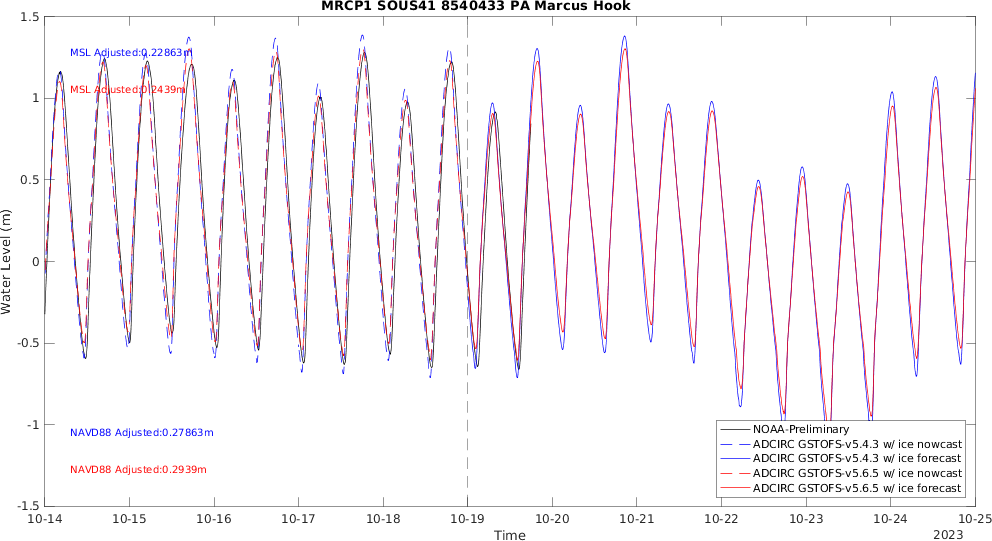 MRCP1 SOUS41 8540433 PA Marcus Hook
1.5
1
0.5
0
-0.5
-1
-1.5
Water Level (m)
MSL Adjusted:0.22863m
MSL Adjusted:0.2439m
NAVD88 Adjusted:0.27863m
NAVD88 Adjusted:0.2939m
NOAA-Preliminary
ADCIRC GSTOFS-v5.4.3 w/ ice nowcast
ADCIRC GSTOFS-v5.4.3 w/ ice forecast
ADCIRC GSTOFS-v5.6.5 w/ ice nowcast
ADCIRC GSTOFS-v5.6.5 w/ ice forecast
10-14 10-15 10-16 10-17 10-18 10-19 10-20 10-21 10-22 10-23 10-24 10-25
Time
2023